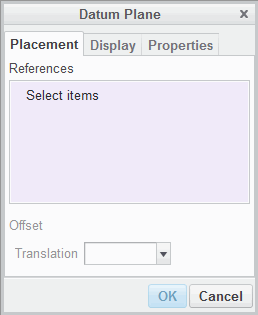 Datum Plane x
Placement Display Properties
References
Select items
Offset
Translation
OK Cancel